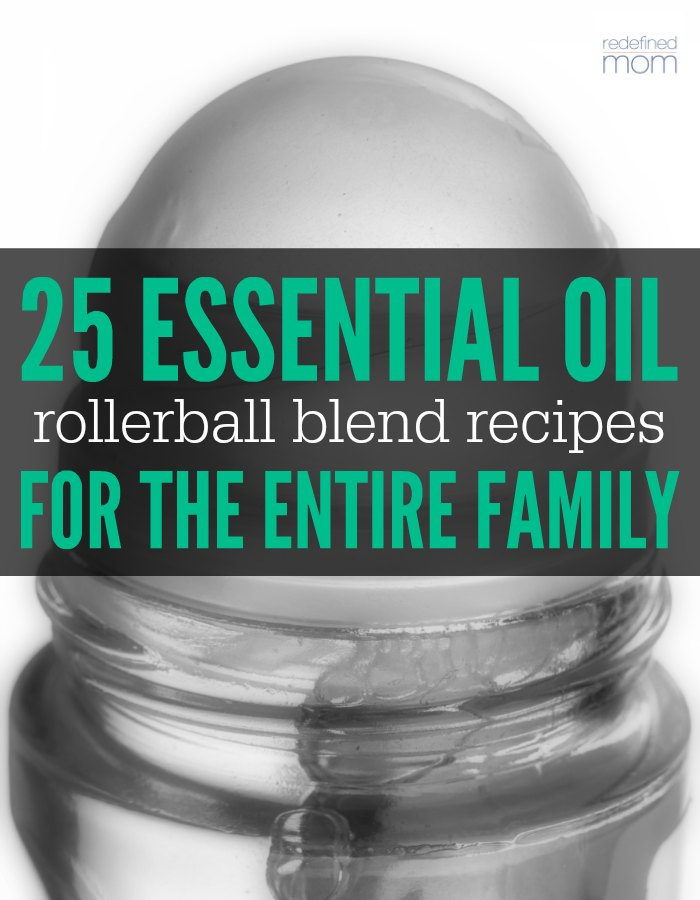 redefined
mom
25 ESSENTIAL OIL
rollerball blend recipes
FOR THE ENTIRE FAMILY